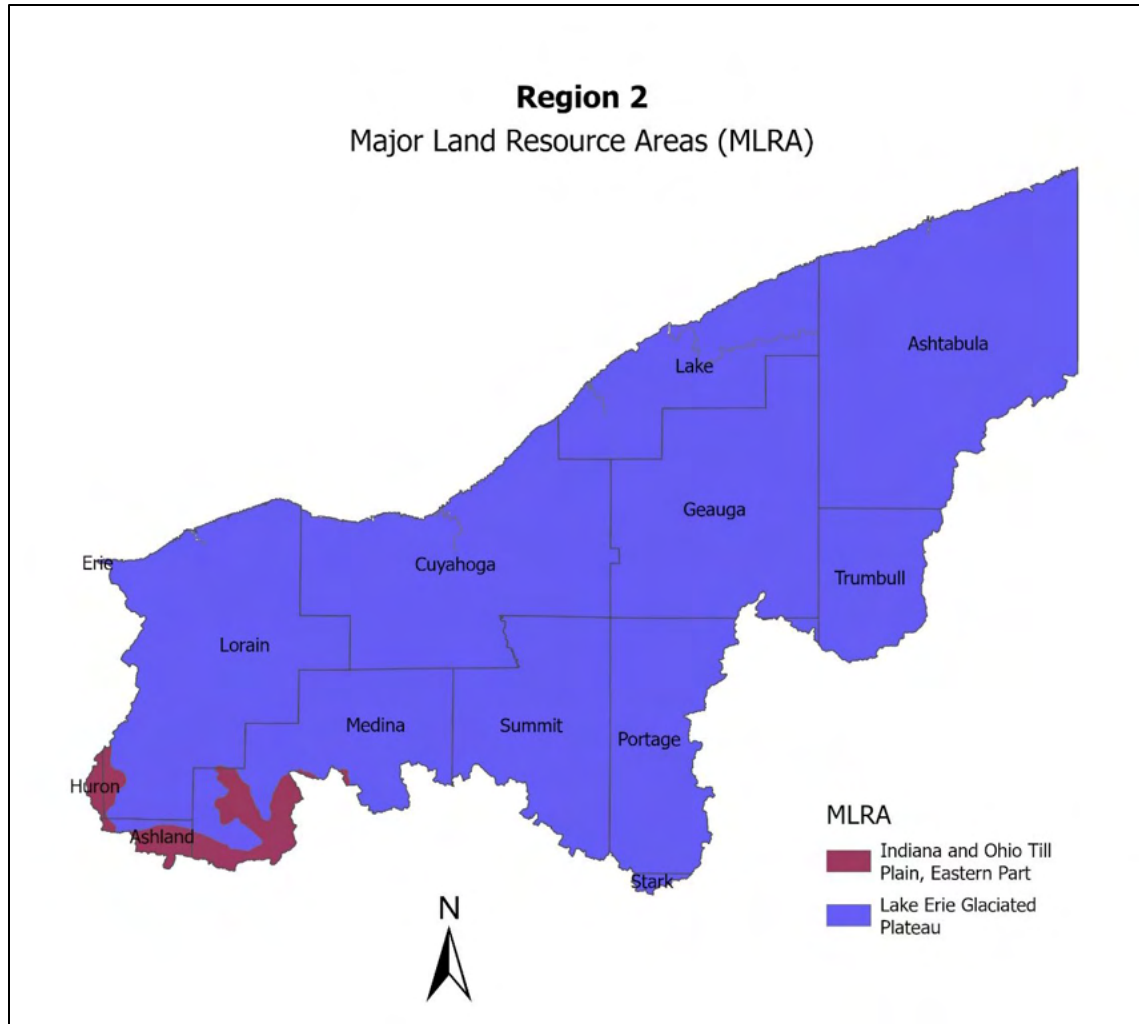 Region 2
Major Land Resource Areas (MLRA)
Ashtabula
Lake
Geauga
Erie
Cuyahoga
Trumbull
Lorain
Medina
Summit
Portage
Huron
Ashland
Stark
MLRA
Indiana and Ohio Till
Plain, Eastern Part
Lake Erie Glaciated
Plateau
N